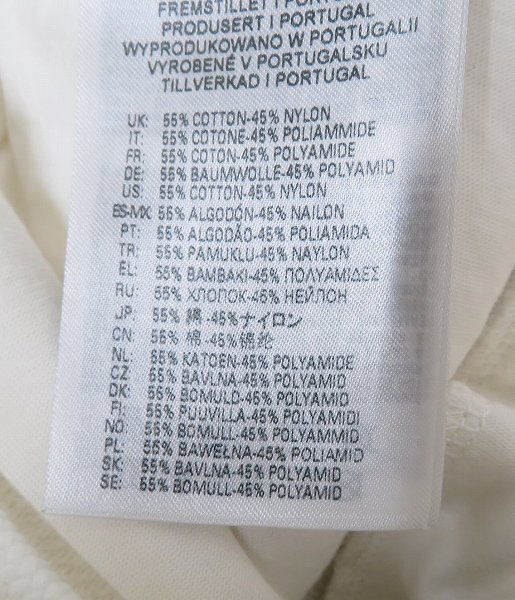 FREMSTILLET I PORTUGAL
PRODUSERT I PORTUGAL
WYPRODUKOWANO W PORTUGALII
VYROBENÉ V PORTUGALSKU
TILLVERKAD I PORTUGAL
UK: 55% COTTON-45% NYLON
IT: 55% COTONE-45% POLIAMMIDE
FR: 55% COTON-45% POLYAMIDE
DE: 55% BAUMWOLLE-45% POLYAMID
US: 55% COTTON-45% NYLON
ES-MX: 55% ALGODÓN-45% NAILON
PT: 55% ALGODÃO-45% POLIAMIDA
TR: 55% PAMUKLU-45% NAYLON
EL: 55% BAMBAKI-45% ΠΟΛΥΑΜΙΔΕΣ
RU: 55% ХЛОПОК-45% НЕЙЛОН
JP: 55% 綿 -45%ナイロン
CN: 55% 棉 -45%锦纶
NL: 55% KATOEN-45% POLYAMIDE
CZ: 55% BAVLNA-45% POLYAMID
DK: 55% BOMULD-45% POLYAMID
FI: 55% PUUVILLA-45% POLYAMIDI
NO: 55% BOMULL-45% POLYAMMID
PL: 55% BAWEŁNA-45% POLIAMID
SK: 55% BAVLNA-45% POLYAMID
SE: 55% BOMULL-45% POLYAMID